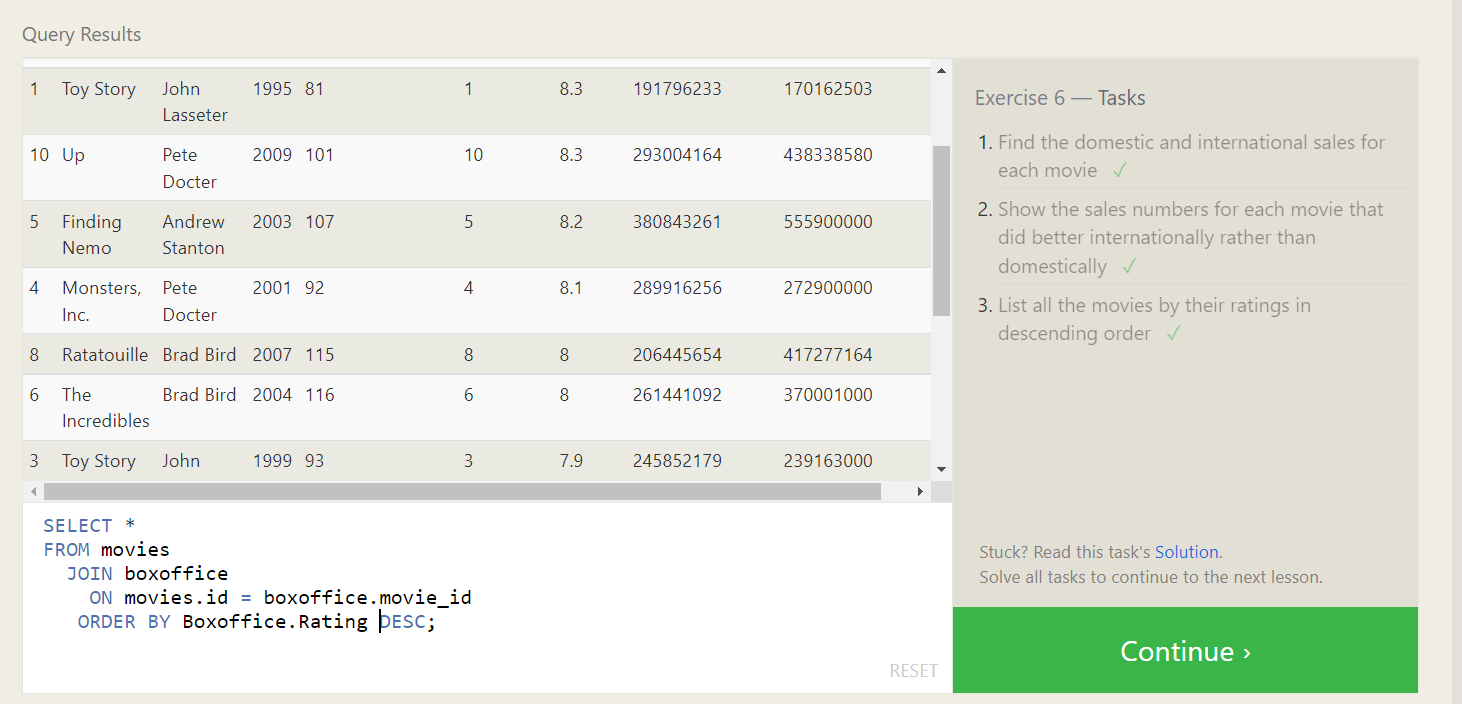 Query Results
1 Toy Story John 1995 81 1 8.3 191796233 170162503
Lasseter
10 Up Pete 2009 101 10 8.3 293004164 438338580
Docter
5 Finding Andrew 2003 107 5 8.2 380843261 555900000
Nemo Stanton
4 Monsters, Pete 2001 92 4 8.1 289916256 272900000
Inc. Docter
8 Ratatouille Brad Bird 2007 115 8 8 206445654 417277164
6 The Brad Bird 2004 116 6 8 261441092 370001000
Incredibles
3 Toy Story John 1999 93 3 7.9 245852179 239163000
SELECT *
FROM movies
JOIN boxoffice
ON movies.id = boxoffice.movie_id
ORDER BY Boxoffice.Rating DESC;
RESET
Exercise 6 — Tasks
1. Find the domestic and international sales for
each movie ✓
2. Show the sales numbers for each movie that
did better internationally rather than
domestically ✓
3. List all the movies by their ratings in
descending order ✓
Stuck? Read this task's Solution.
Solve all tasks to continue to the next lesson.
Continue ›